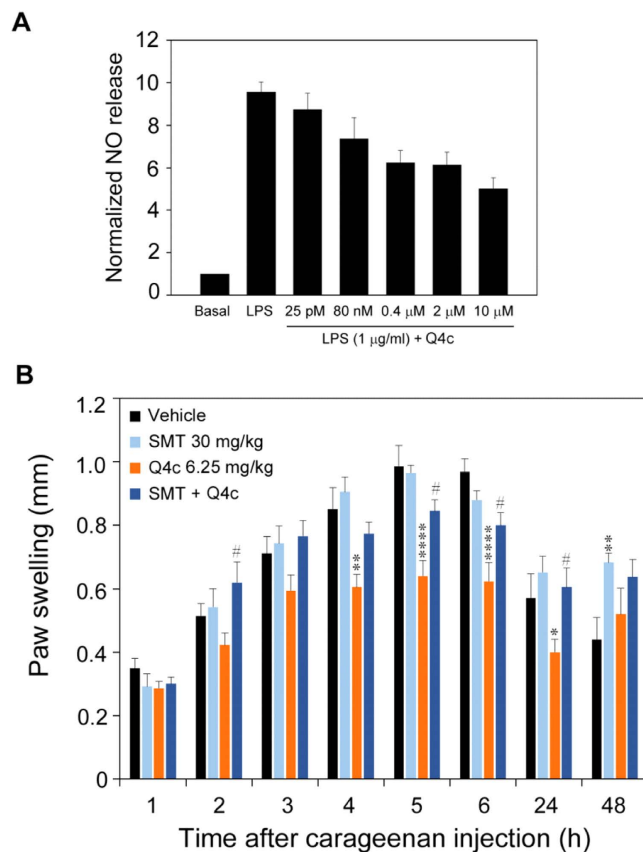 A
Normalized NO release
12
10
8
6
4
2
0
Basal LPS 25 pM 80 nM 0.4 μM 2 μM 10 μM
LPS (1 μg/ml) + Q4c
B
Paw swelling (mm)
1.2
1.0
0.8
0.6
0.4
0.2
0
Vehicle
SMT 30 mg/kg
Q4c 6.25 mg/kg
SMT + Q4c
#
**
****
#
****
#
*
#
**
1 2 3 4 5 6 24 48
Time after carageenan injection (h)